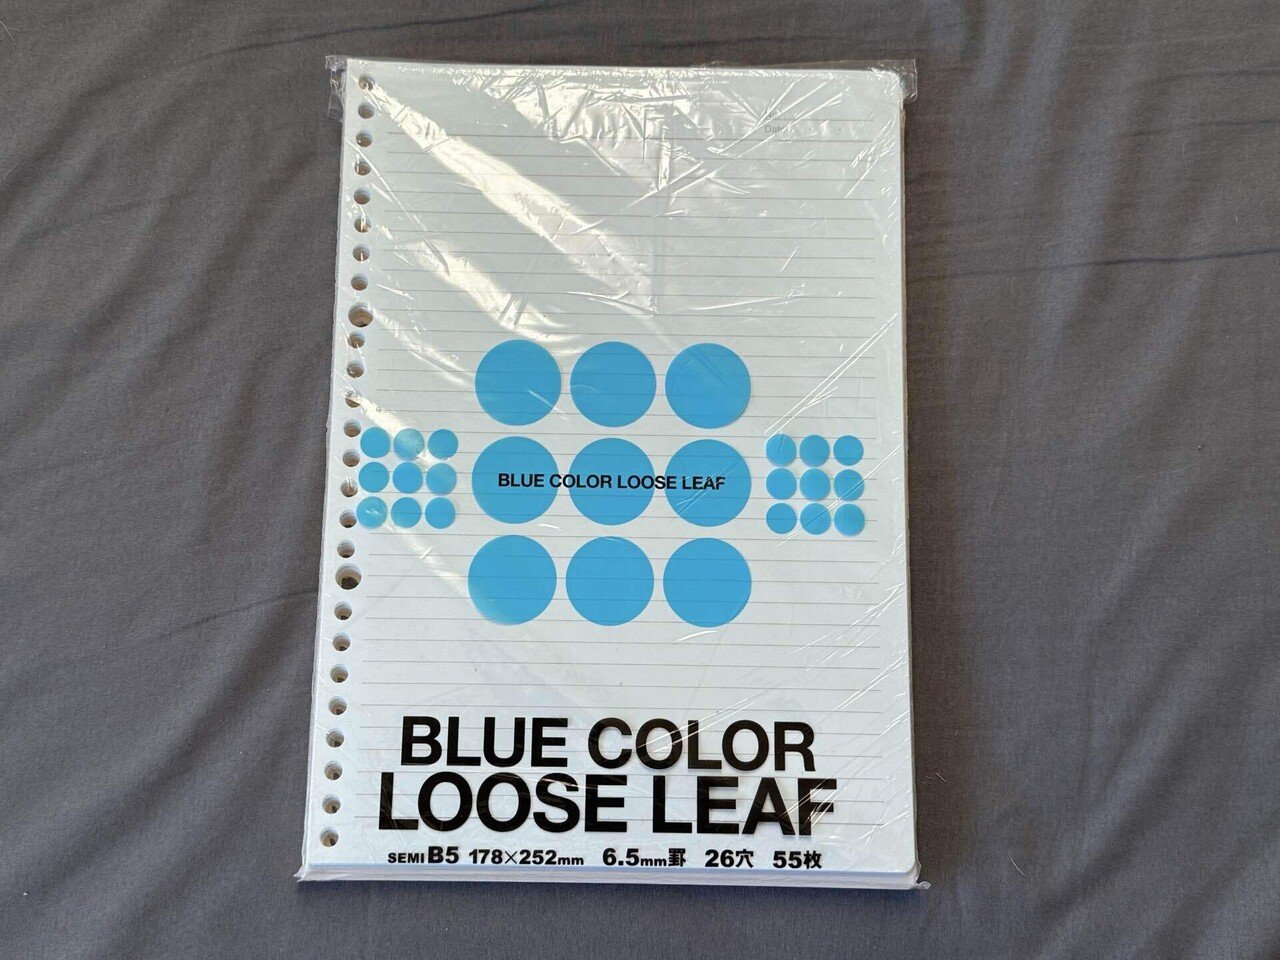 Date
BLUE COLOR LOOSE LEAF
BLUE COLOR
LOOSE LEAF
SEMI B5 178×252mm 6.5mm罫 26穴 55枚